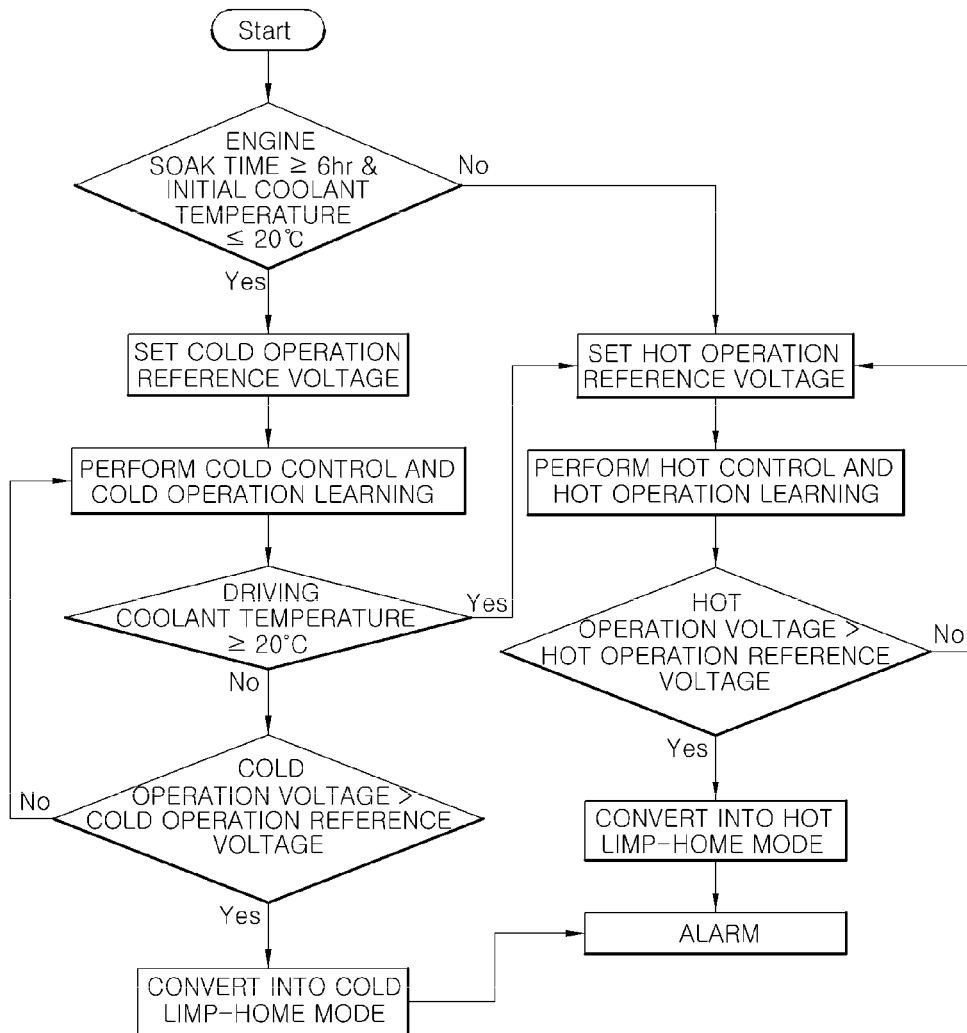 Start
ENGINE
SOAK TIME ≥ 6hr &
INITIAL COOLANT
TEMPERATURE
≤ 20℃
No
Yes
SET COLD OPERATION
REFERENCE VOLTAGE
SET HOT OPERATION
REFERENCE VOLTAGE
PERFORM COLD CONTROL AND
COLD OPERATION LEARNING
PERFORM HOT CONTROL AND
HOT OPERATION LEARNING
DRIVING
COOLANT TEMPERATURE
≥ 20°C
Yes
No
HOT
OPERATION VOLTAGE >
HOT OPERATION REFERENCE
VOLTAGE
No
Yes
COLD
OPERATION VOLTAGE >
COLD OPERATION REFERENCE
VOLTAGE
No
Yes
CONVERT INTO HOT
LIMP-HOME MODE
ALARM
CONVERT INTO COLD
LIMP-HOME MODE